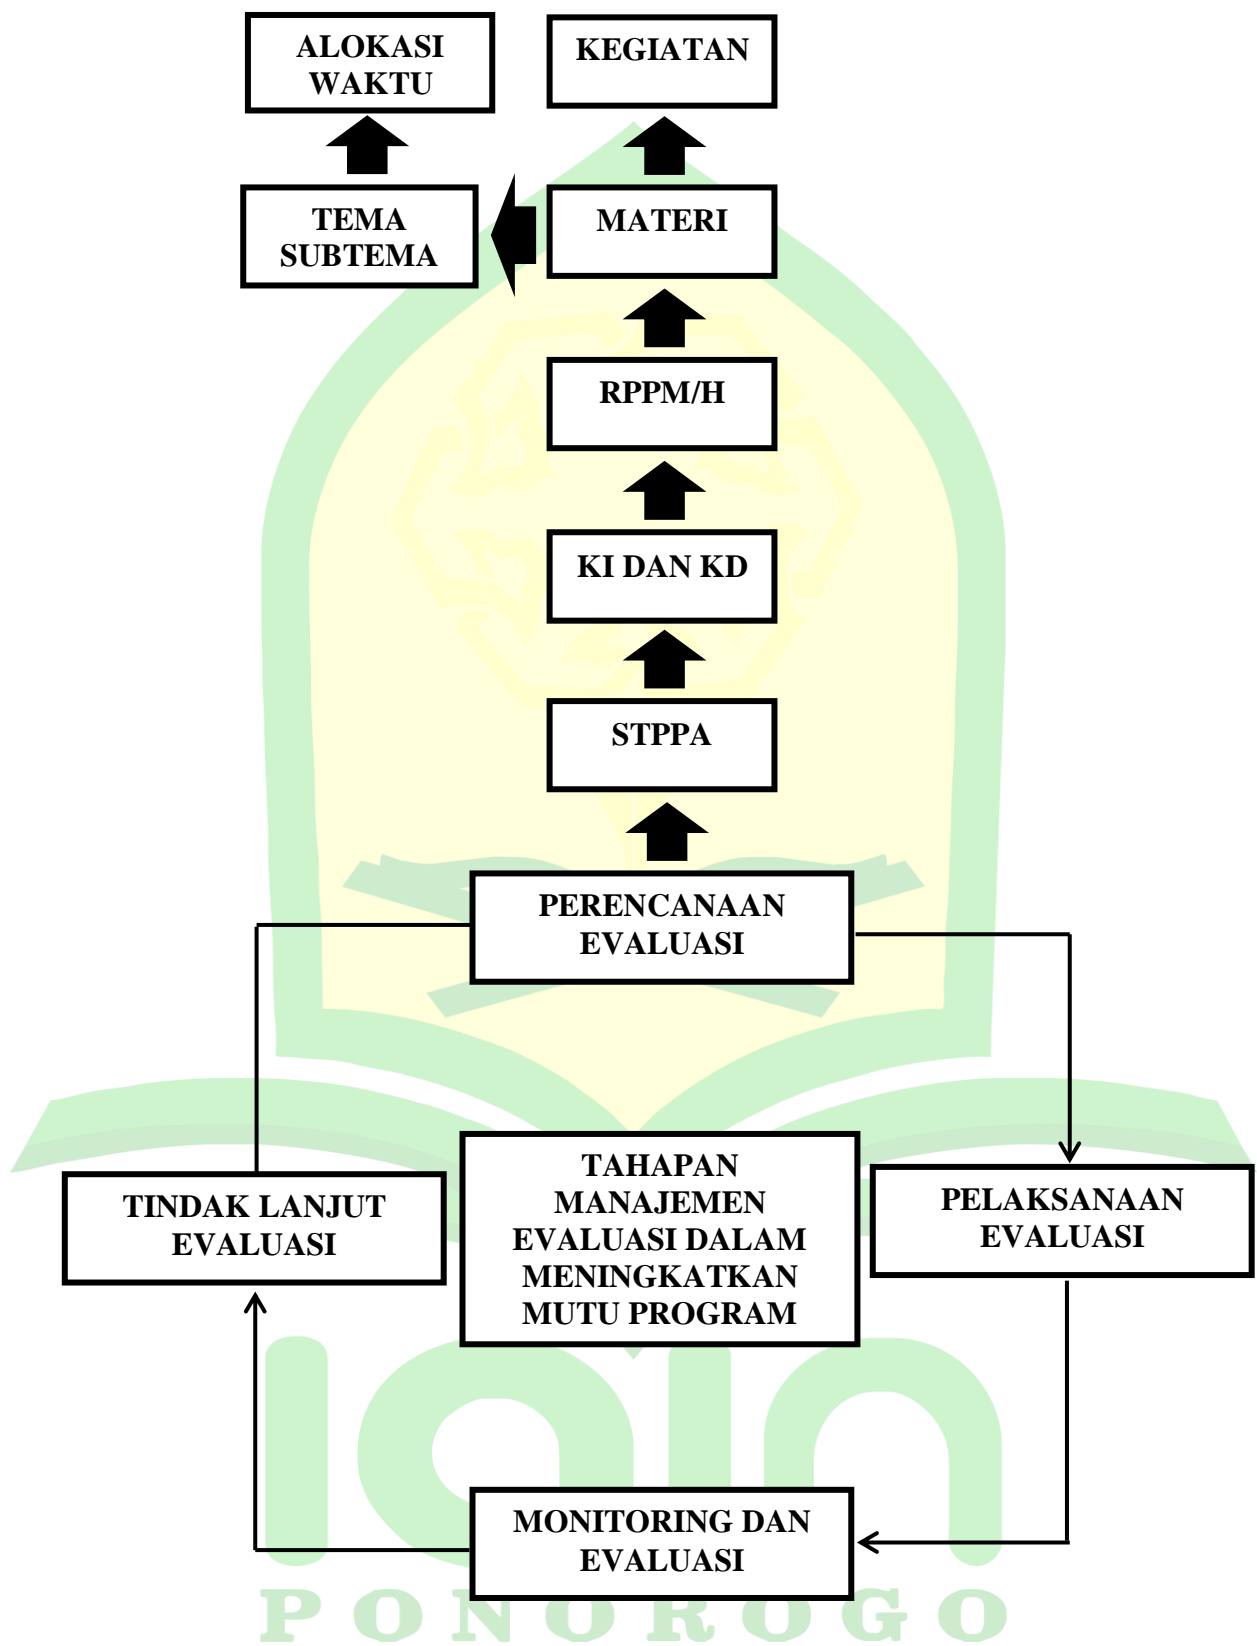 ALOKASI
WAKTU
KEGIATAN
TEMA
SUBTEMA
MATERI
RPPM/H
KI DAN KD
STPPA
PERENCANAAN
EVALUASI
TINDAK LANJUT
EVALUASI
TAHAPAN
MANAJEMEN
EVALUASI DALAM
MENINGKATKAN
MUTU PROGRAM
PELAKSANAAN
EVALUASI
MONITORING DAN
EVALUASI
iain
PONOROGO